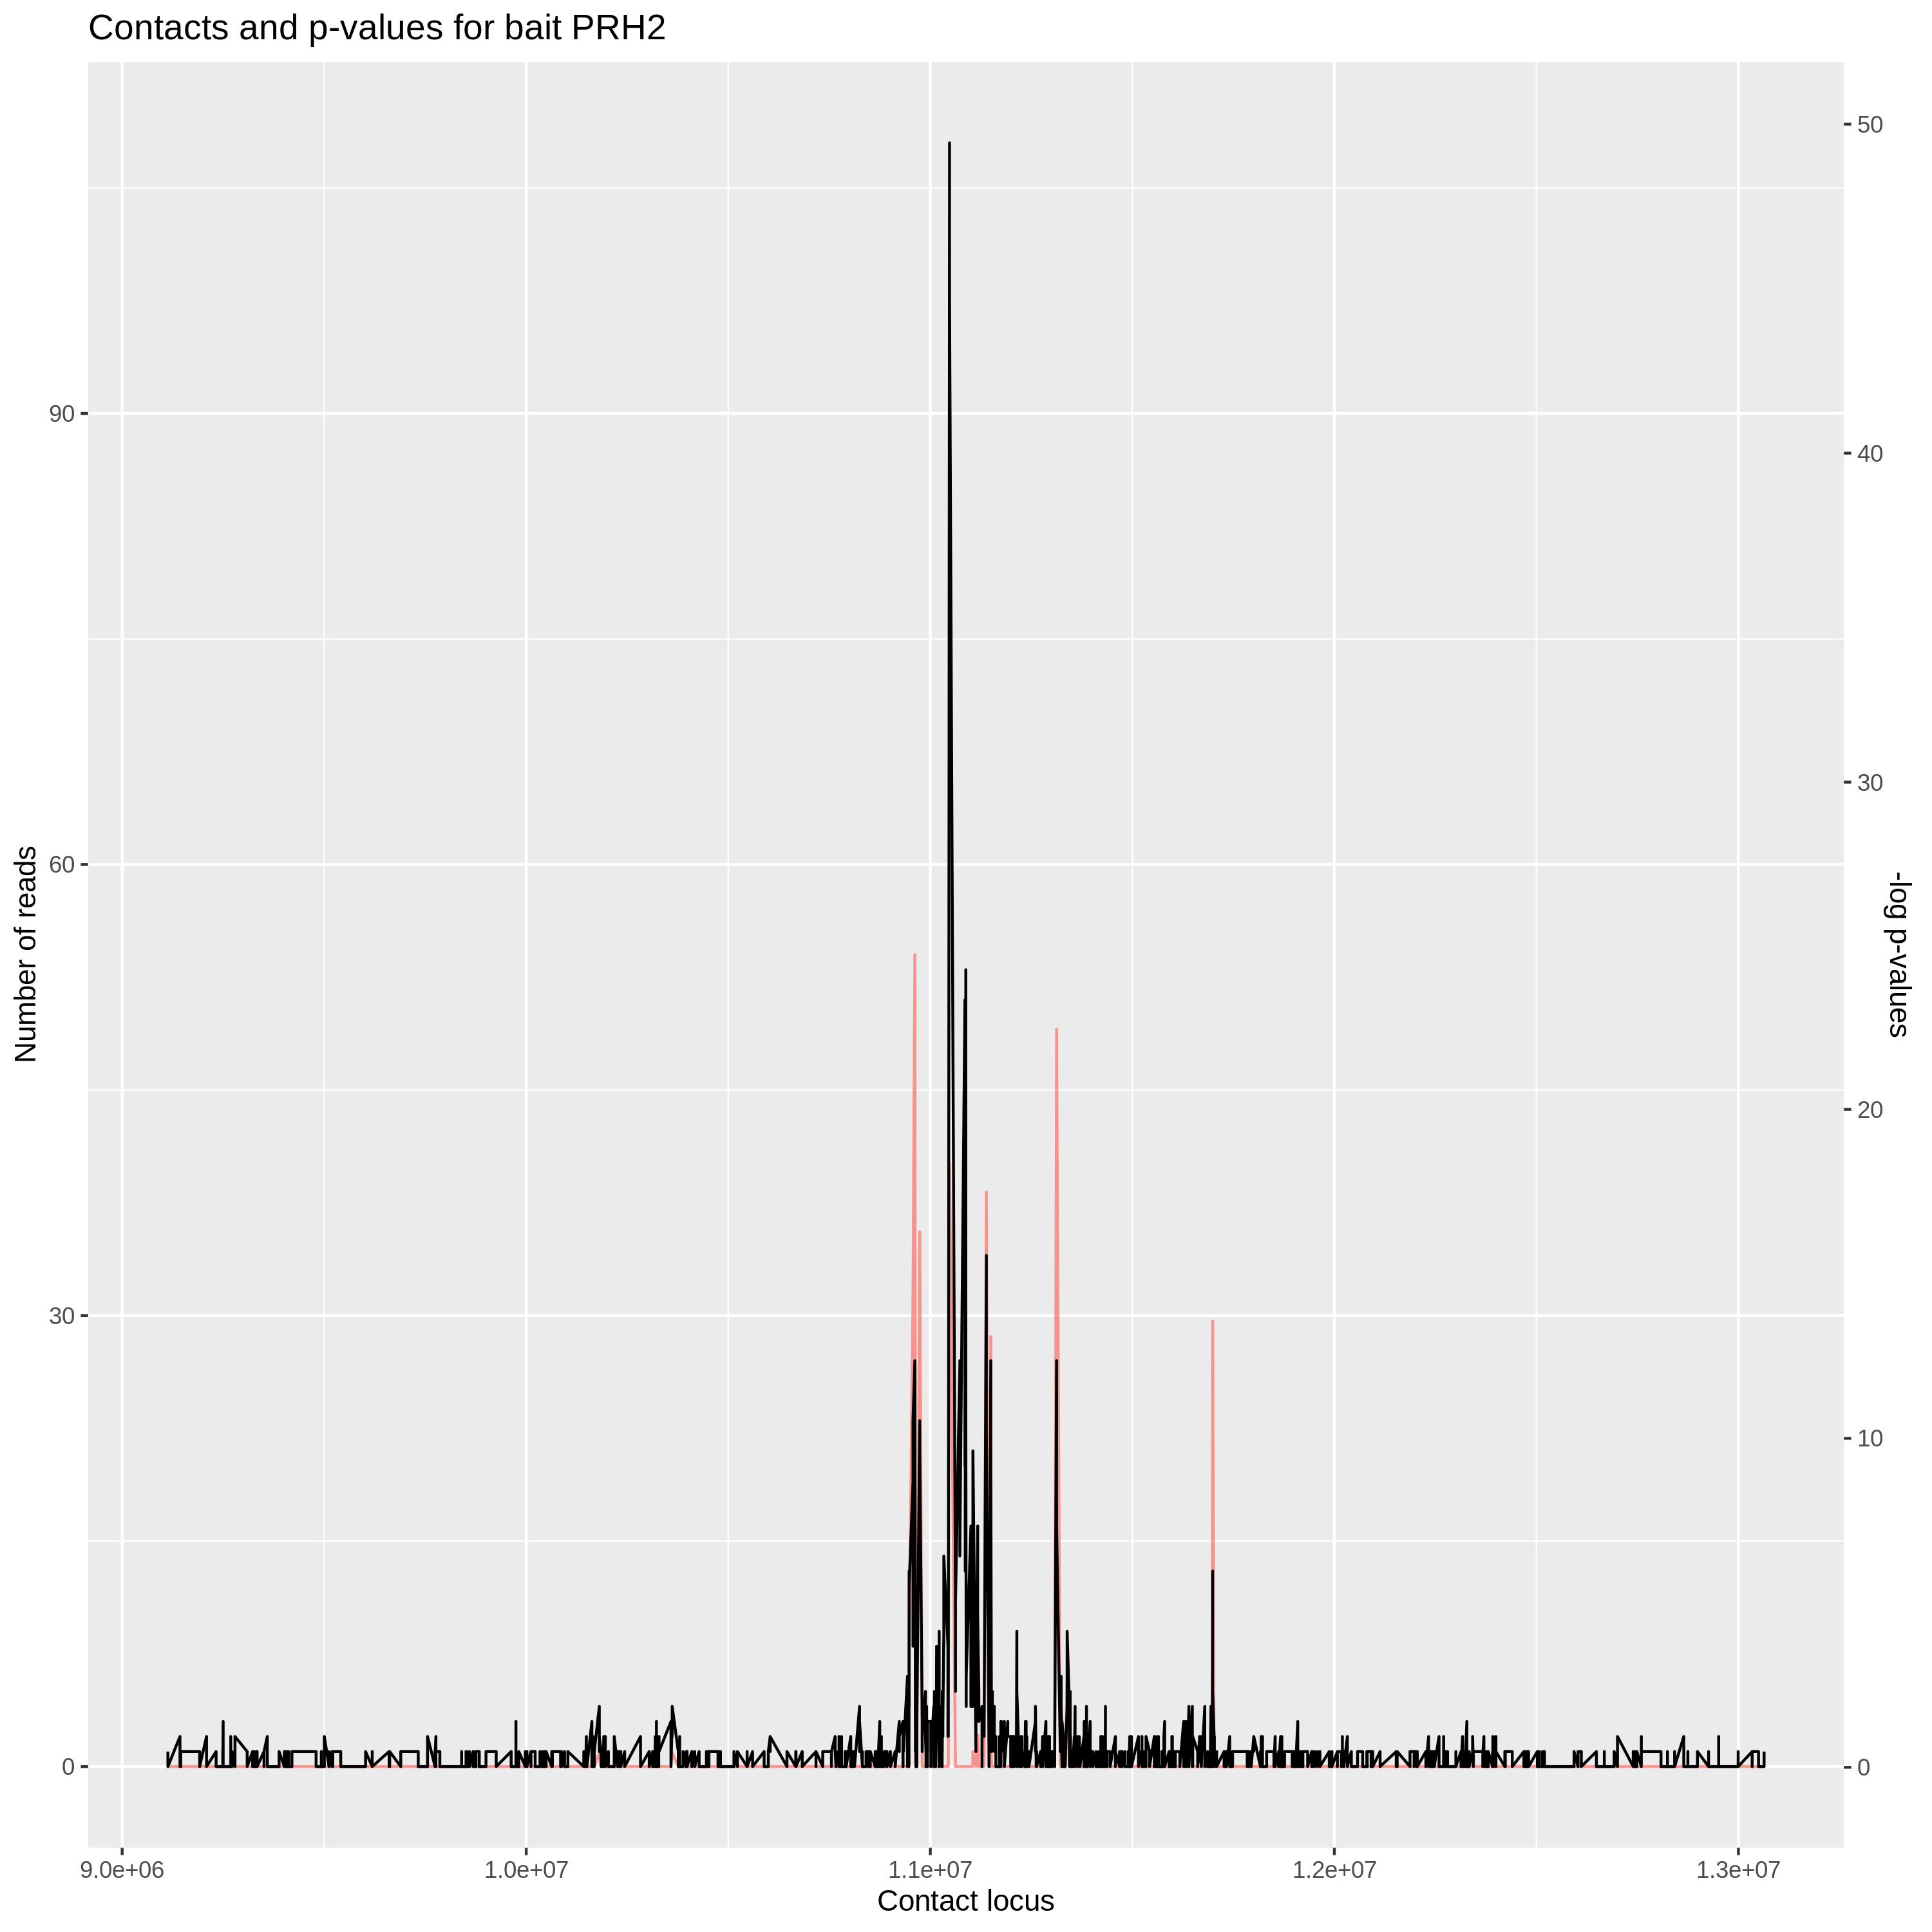 Contacts and p-values for bait PRH2
Number of reads
90
60
30
0
50
40
30
20
10
0
-log p-values
9.0e+06 1.0e+07 1.1e+07 1.2e+07 1.3e+07
Contact locus